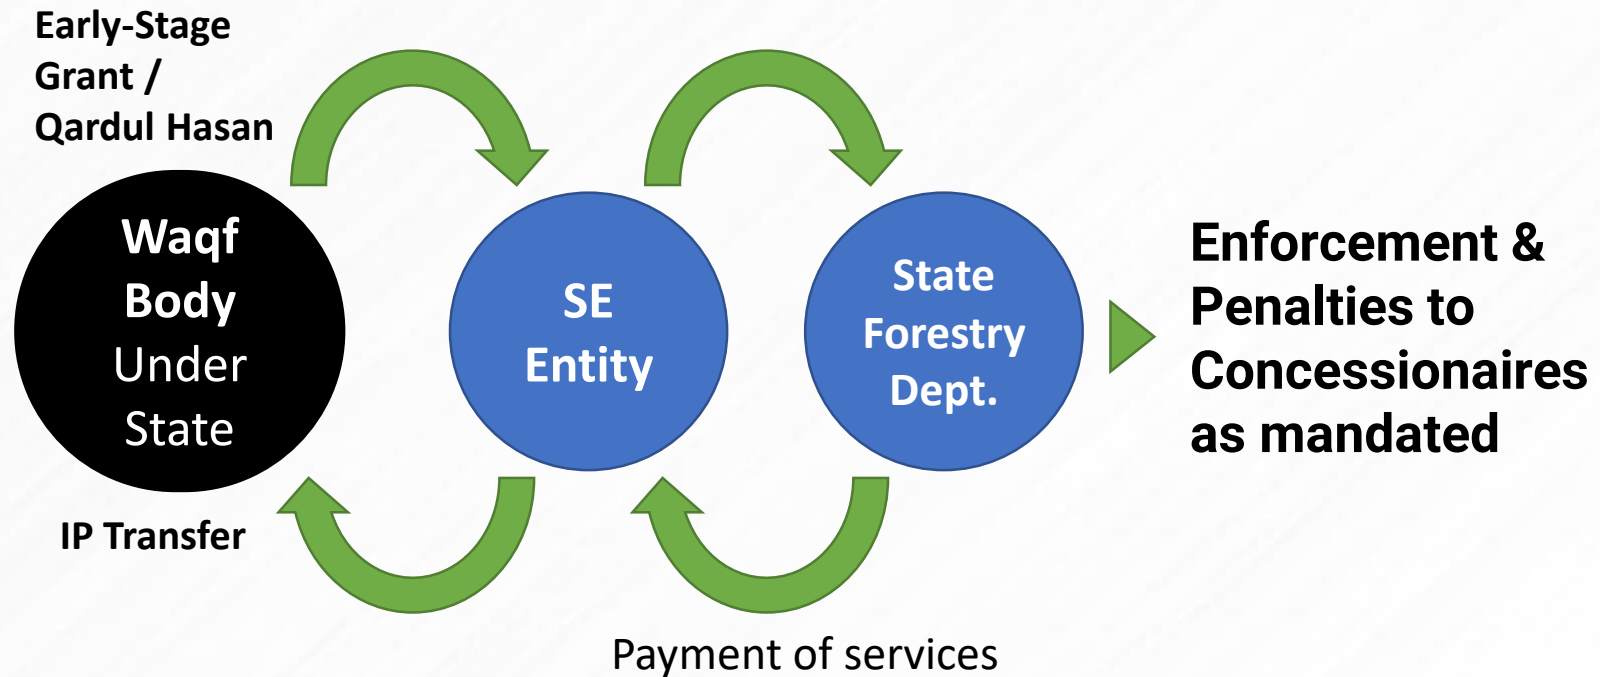 Early-Stage
Grant /
Qardul Hasan
Waqf
Body
Under
State
SE
Entity
State
Forestry
Dept.
Enforcement &
Penalties to
Concessionaires
as mandated
IP Transfer
Payment of services